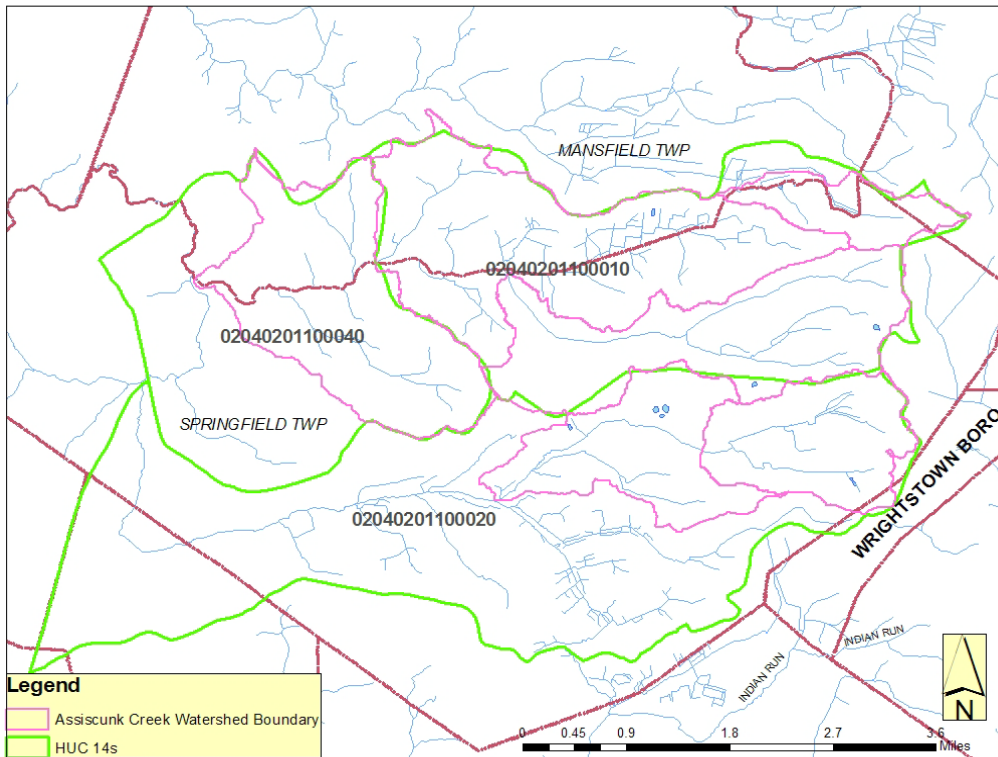 MANSFIELD TWP
02040201100010
02040201100040
SPRINGFIELD TWP
02040201100020
WRIGHTSTOWN BORO
INDIAN RUN
INDIAN RUN
N
Legend
Assiscunk Creek Watershed Boundary
HUC 14s
0 0.45 0.9 1.8 2.7 3.6
Miles